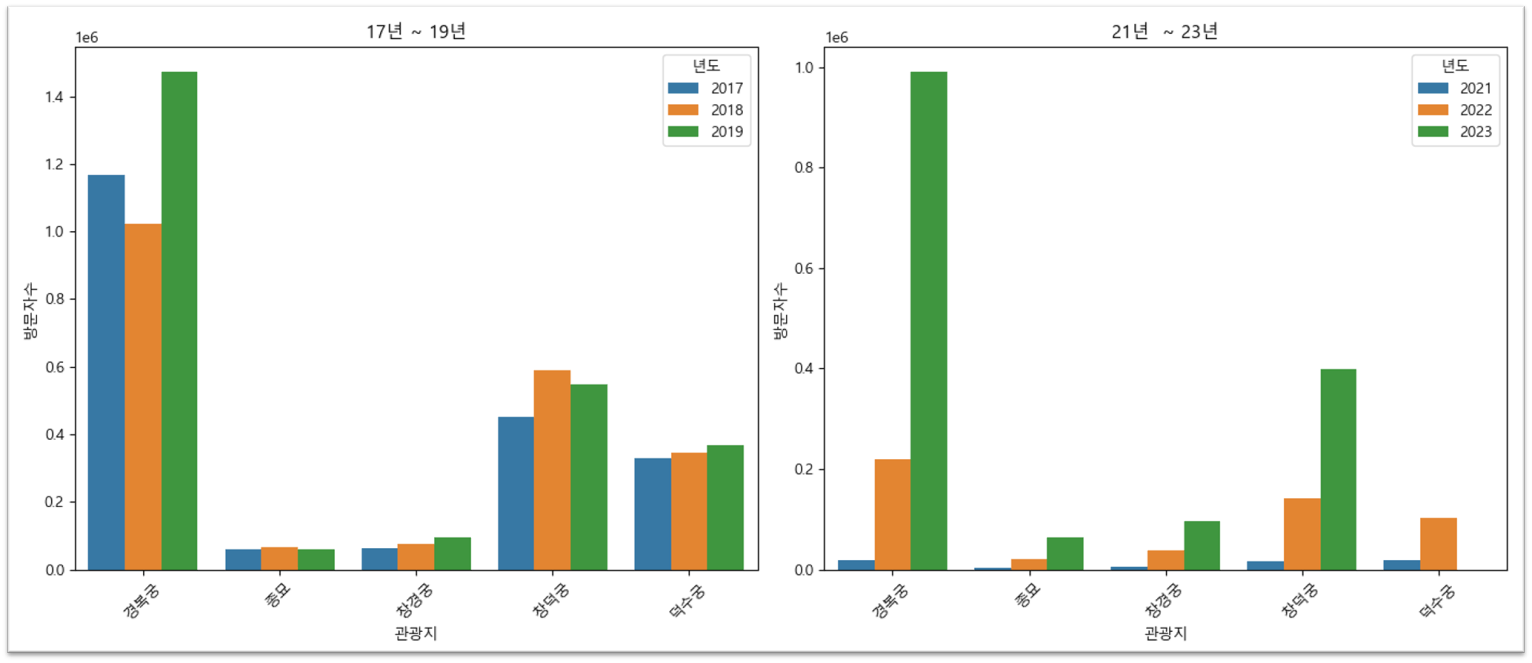 17년 ~ 19년
1e6
년도
2017
2018
2019
1.4
1.2
1.0
0.8
0.6
0.4
0.2
0.0
방문자수
경복궁
종묘
창경궁
창덕궁
덕수궁
관광지
21년 ~ 23년
1e6
년도
2021
2022
2023
1.0
0.8
0.6
0.4
0.2
0.0
방문자수
경복궁
종묘
창경궁
창덕궁
덕수궁
관광지